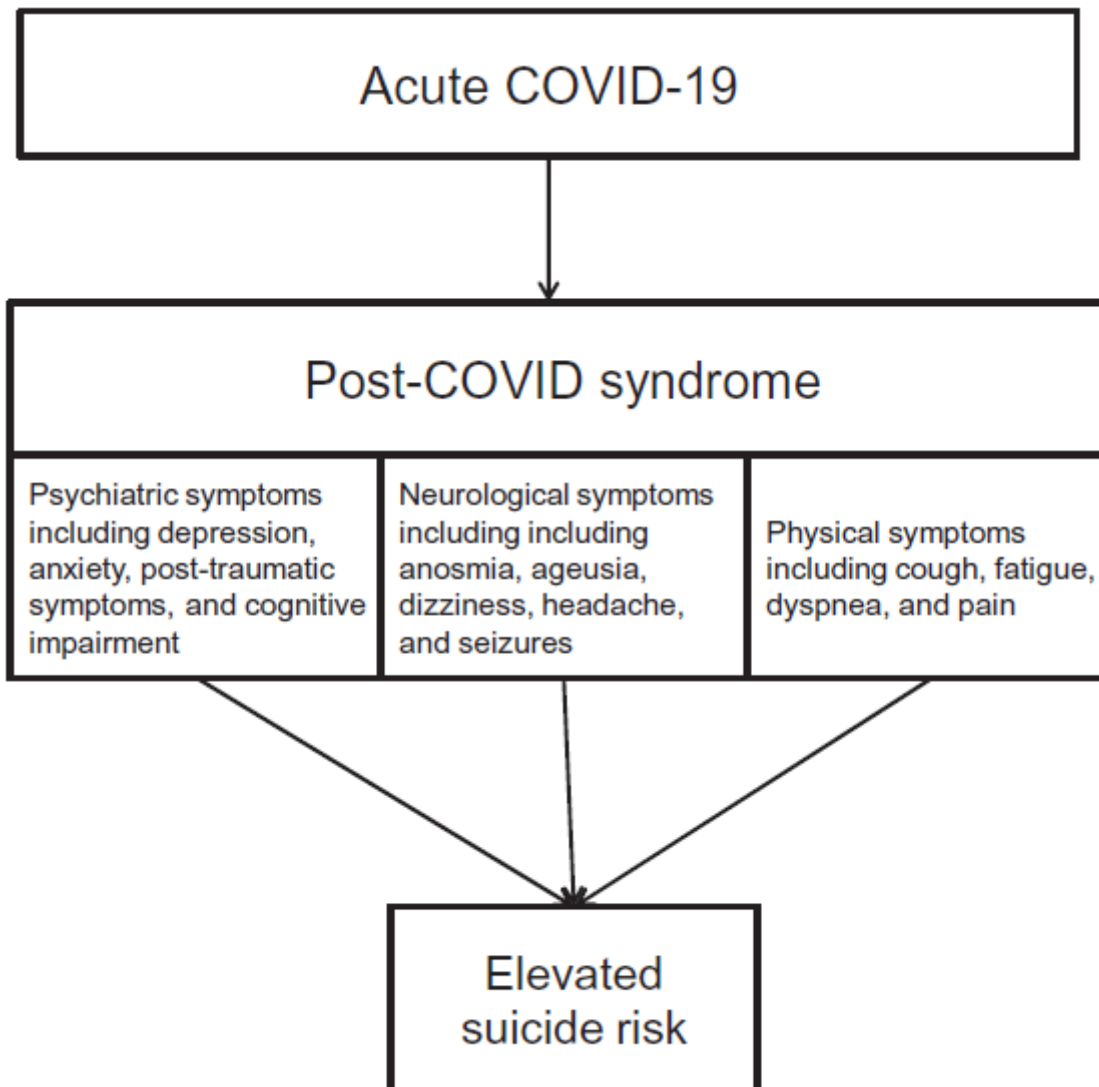 Acute COVID-19
Post-COVID syndrome
Psychiatric symptoms
including depression,
anxiety, post-traumatic
symptoms, and cognitive
impairment
Neurological symptoms
including including
anosmia, ageusia,
dizziness, headache,
and seizures
Physical symptoms
including cough, fatigue,
dyspnea, and pain
Elevated
suicide risk